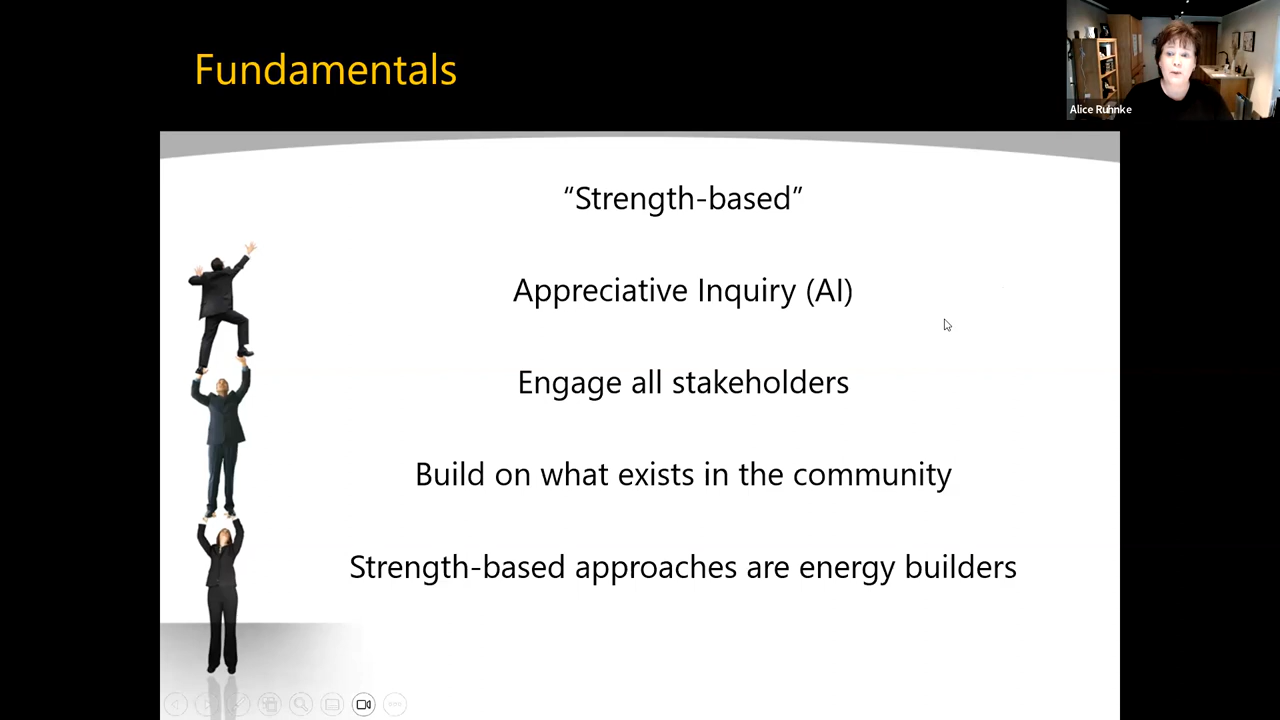 Fundamentals
Alice Ruhnke
“Strength-based”
Appreciative Inquiry (AI)
Engage all stakeholders
Build on what exists in the community
Strength-based approaches are energy builders